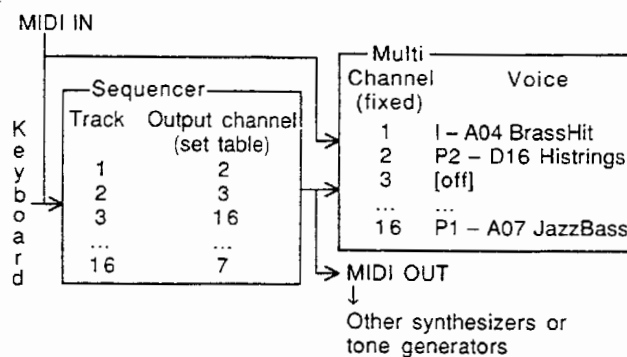 MIDI IN
Sequencer
Track Output channel
(set table)
1 2
2 3
3 16
... ...
16 7
Keyboard
Multi
Channel Voice
(fixed)
1 I – A04 BrassHit
2 P2 – D16 Histrings
3 [off]
... ...
16 P1 – A07 JazzBass
MIDI OUT
Other synthesizers or
tone generators